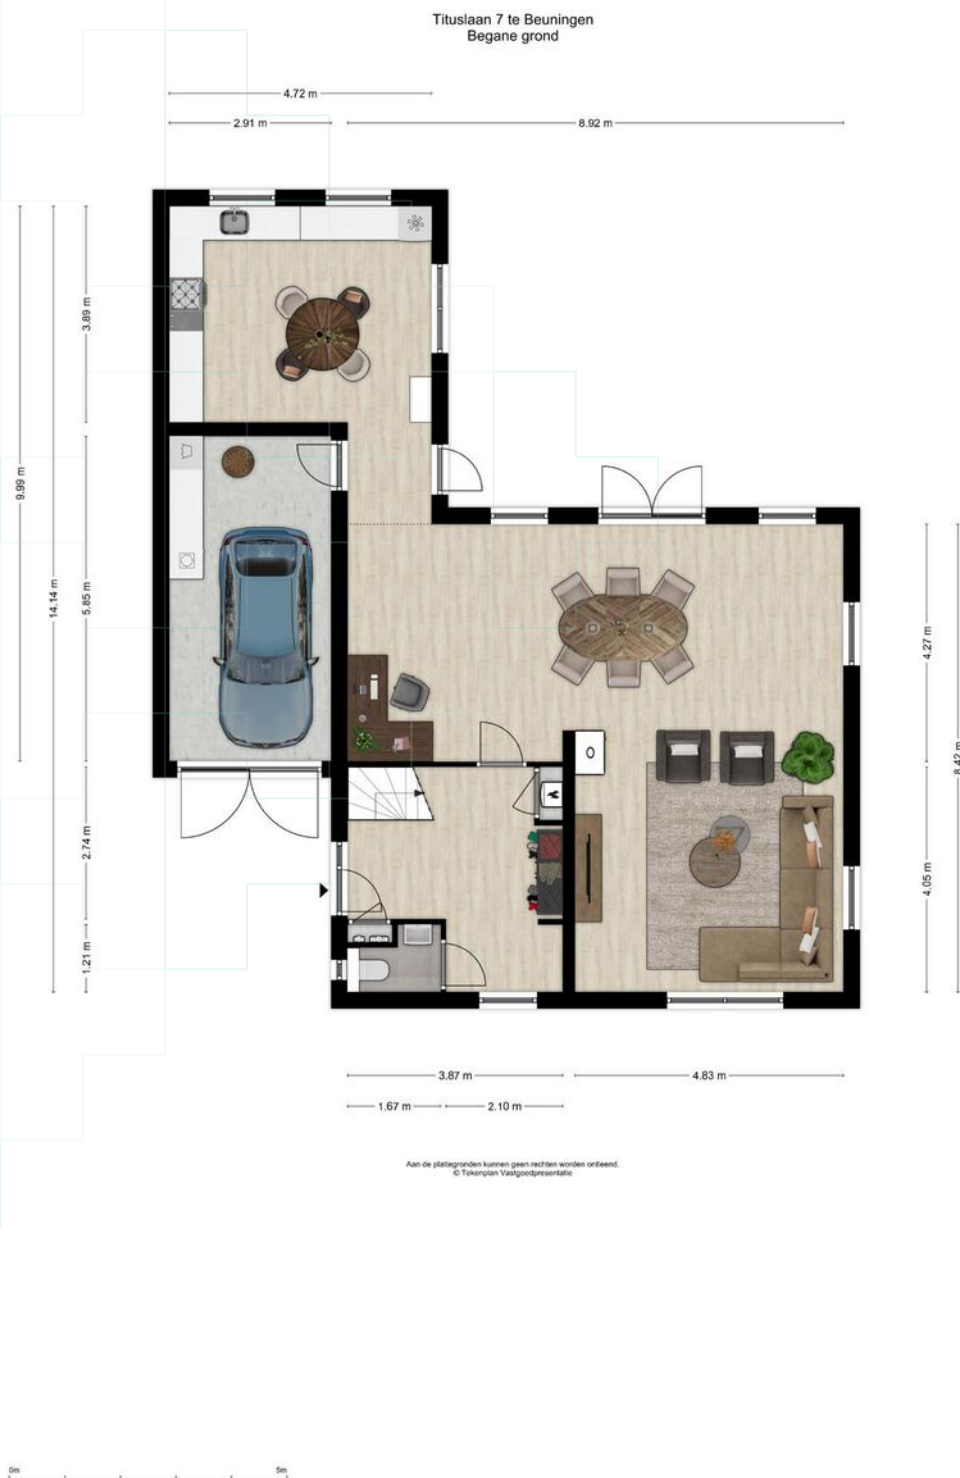 Tituslaan 7 te Beuningen
Begane grond
4.72 m
2.91 m
8.92 m
3.89 m
9.99 m
14.14 m
5.85 m
4.27 m
8.42 m
2.74 m
4.05 m
1.21 m
3.87 m
4.83 m
1.67 m
2.10 m
Aan de plattegronden kunnen geen rechten worden ontleend.
© Tekenplan Vastgoedpresentatie
0m
5m